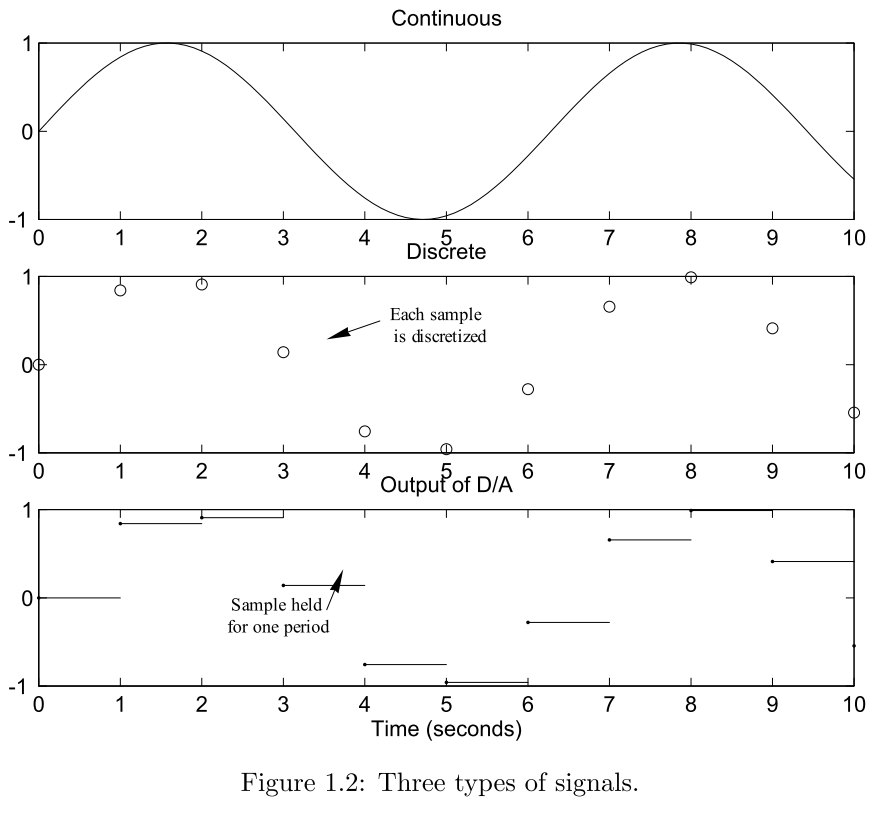 Continuous
1
0
-1
0 1 2 3 4 5 6 7 8 9 10
Discrete
1
Each sample
is discretized
0
-1
0 1 2 3 4 5 6 7 8 9 10
Output of D/A
1
0
Sample held
for one period
-1
0 1 2 3 4 5 6 7 8 9 10
Time (seconds)
Figure 1.2: Three types of signals.